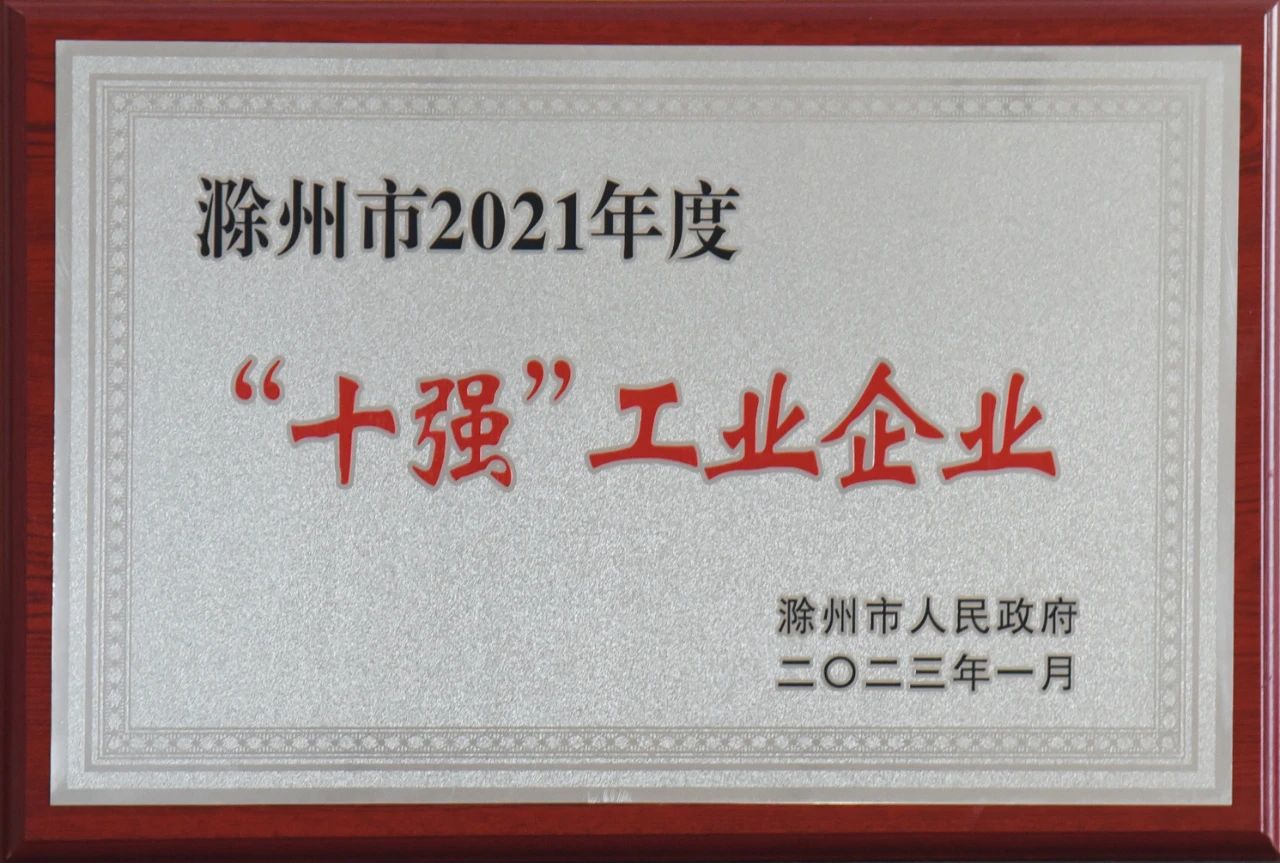 滁州市2021年度
“十强”工业企业
滁州市人民政府
二〇二三年一月